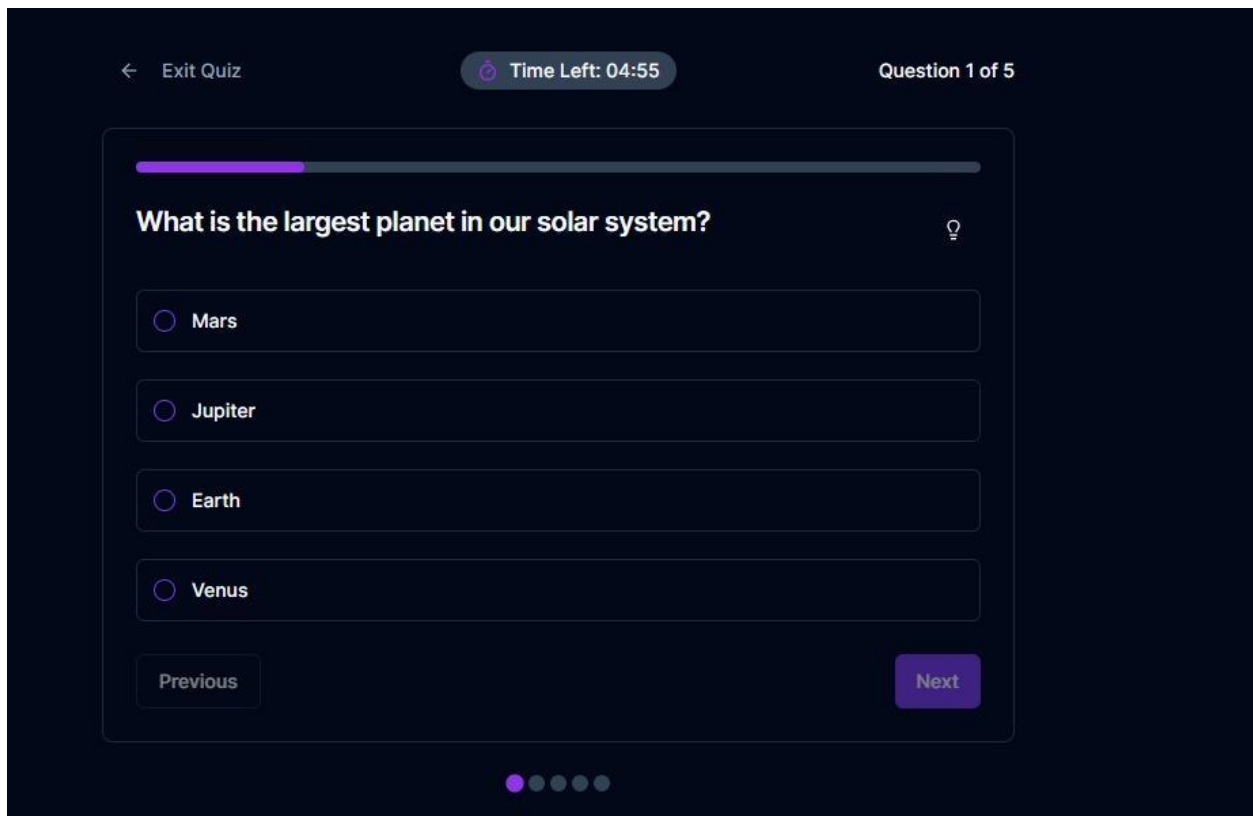 Exit Quiz
Time Left: 04:55
Question 1 of 5
What is the largest planet in our solar system?
Mars
Jupiter
Earth
Venus
Previous
Next